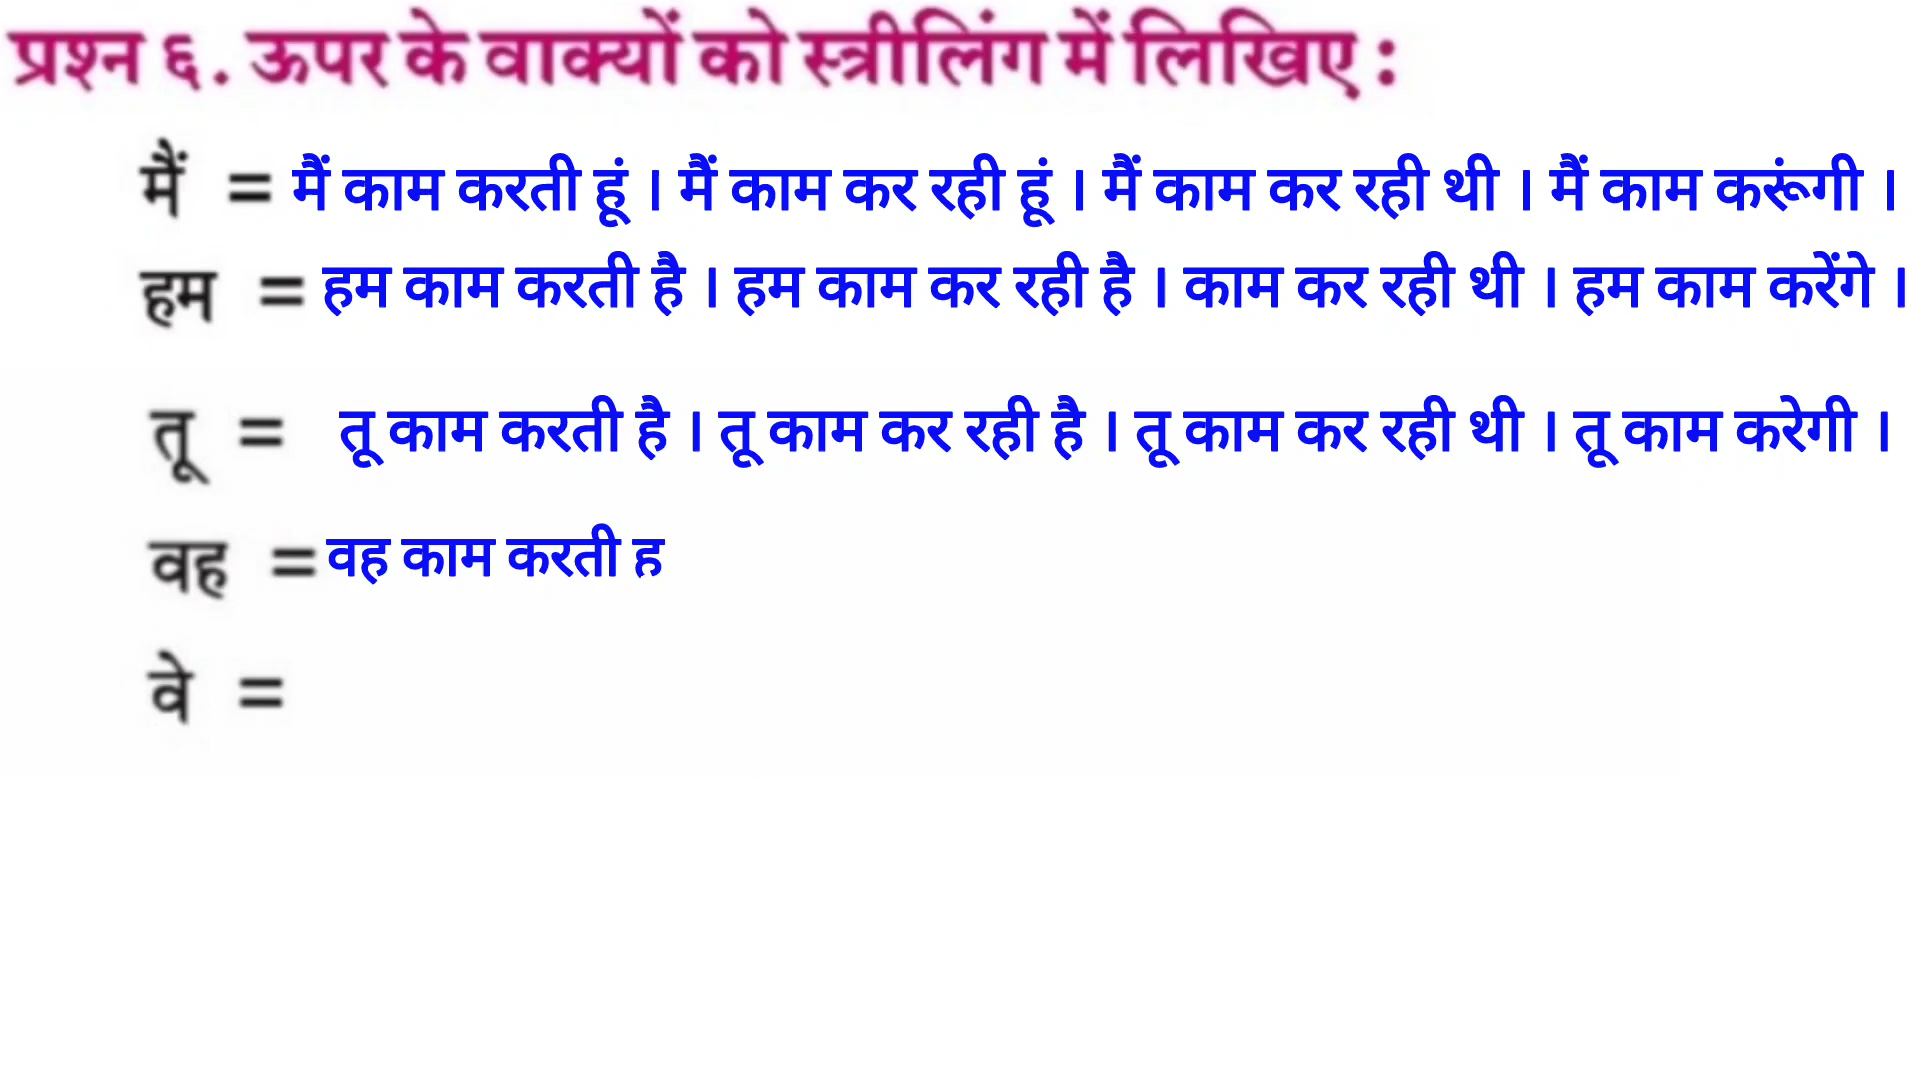 प्रश्न ६. ऊपर के वाक्यों को स्त्रीलिंग में लिखिए :
मैं = मैं काम करती हूं । मैं काम कर रही हूं । मैं काम कर रही थी । मैं काम करूंगी ।
हम = हम काम करती है । हम काम कर रही है । काम कर रही थी । हम काम करेंगे ।
तू = तू काम करती है । तू काम कर रही है । तू काम कर रही थी । तू काम करेगी ।
वह = वह काम करती ह
वे =